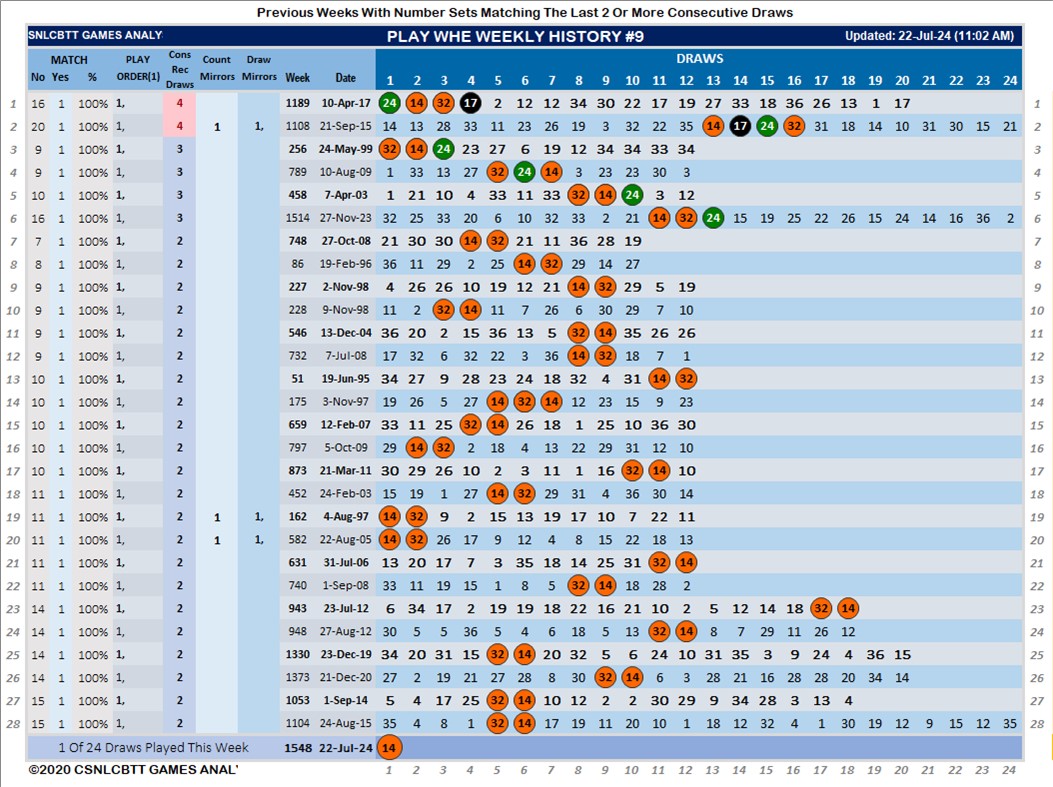 Previous Weeks With Number Sets Matching The Last 2 Or More Consecutive Draws
SNLCBTT GAMES ANALY PLAY WHE WEEKLY HISTORY #9 Updated: 22-Jul-24 (11:02 AM)
MATCH PLAY Cons Rec Draws Count Mirrors Draw Mirrors DRAWS
No Yes % ORDER(1) Week Date 1 2 3 4 5 6 7 8 9 10 11 12 13 14 15 16 17 18 19 20 21 22 23 24
1 16 1 100% 1, 4 1189 10-Apr-17 24 14 32 17 2 12 12 34 30 22 17 19 27 33 18 36 26 13 1 17 1
2 20 1 100% 1, 4 1 1, 1108 21-Sep-15 14 13 28 33 11 23 26 19 3 32 22 35 14 17 24 32 31 18 14 10 31 30 15 21 2
3 9 1 100% 1, 3 256 24-May-99 32 14 24 23 27 6 19 12 34 34 33 34 3
4 9 1 100% 1, 3 789 10-Aug-09 1 33 13 27 32 24 14 3 23 23 30 3 4
5 9 1 100% 1, 3 458 7-Apr-03 1 21 10 4 33 11 33 32 14 24 3 12 5
6 16 1 100% 1, 3 1514 27-Nov-23 32 25 33 20 6 10 32 33 2 21 14 32 24 15 19 25 22 26 15 24 14 16 36 2 6
7 7 1 100% 1, 2 748 27-Oct-08 21 30 30 14 32 21 11 36 28 19 7
8 8 1 100% 1, 2 86 19-Feb-96 36 11 29 2 25 14 32 29 14 27 8
9 9 1 100% 1, 2 227 2-Nov-98 4 26 26 10 19 12 21 14 32 29 5 19 9
10 9 1 100% 1, 2 228 9-Nov-98 11 2 32 14 11 7 26 6 30 29 7 10 10
11 9 1 100% 1, 2 546 13-Dec-04 36 20 2 15 36 13 5 32 14 35 26 26 11
12 9 1 100% 1, 2 732 7-Jul-08 17 32 6 32 22 3 36 14 32 18 7 1 12
13 10 1 100% 1, 2 51 19-Jun-95 34 27 9 28 23 24 18 32 4 31 14 32 13
14 10 1 100% 1, 2 175 3-Nov-97 19 26 5 27 14 32 14 12 23 15 9 23 14
15 10 1 100% 1, 2 659 12-Feb-07 33 11 25 32 14 26 18 1 25 10 36 30 15
16 10 1 100% 1, 2 797 5-Oct-09 29 14 32 2 18 4 13 22 29 31 12 10 16
17 10 1 100% 1, 2 873 21-Mar-11 30 29 26 10 2 3 11 1 16 32 14 10 17
18 11 1 100% 1, 2 452 24-Feb-03 15 19 1 27 14 32 29 31 4 36 30 14 18
19 11 1 100% 1, 2 1 1, 162 4-Aug-97 14 32 9 2 15 13 19 17 10 7 22 11 19
20 11 1 100% 1, 2 1 1, 582 22-Aug-05 14 32 26 17 9 12 4 8 15 22 18 13 20
21 11 1 100% 1, 2 631 31-Jul-06 13 20 17 7 3 35 18 14 25 31 32 14 21
22 11 1 100% 1, 2 740 1-Sep-08 33 11 19 15 1 8 5 32 14 18 28 2 22
23 14 1 100% 1, 2 943 23-Jul-12 6 34 17 2 19 19 18 22 16 21 10 2 5 12 14 18 32 14 23
24 14 1 100% 1, 2 948 27-Aug-12 30 5 5 36 5 4 6 18 5 13 32 14 8 7 29 11 26 12 24
25 14 1 100% 1, 2 1330 23-Dec-19 34 20 31 15 32 14 20 32 5 6 24 10 31 35 3 9 24 4 36 15 25
26 14 1 100% 1, 2 1373 21-Dec-20 27 2 19 21 27 28 8 30 32 14 6 3 28 21 16 28 28 20 34 14 26
27 15 1 100% 1, 2 1053 1-Sep-14 5 4 17 25 32 14 10 12 2 2 30 29 9 34 28 3 13 4 27
28 15 1 100% 1, 2 1104 24-Aug-15 35 4 8 1 32 14 17 19 11 20 10 1 18 12 32 4 1 30 19 12 9 15 12 35 28
1 Of 24 Draws Played This Week 1548 22-Jul-24 14
©2020 CSNLCBTT GAMES ANAL' 1 2 3 4 5 6 7 8 9 10 11 12 13 14 15 16 17 18 19 20 21 22 23 24